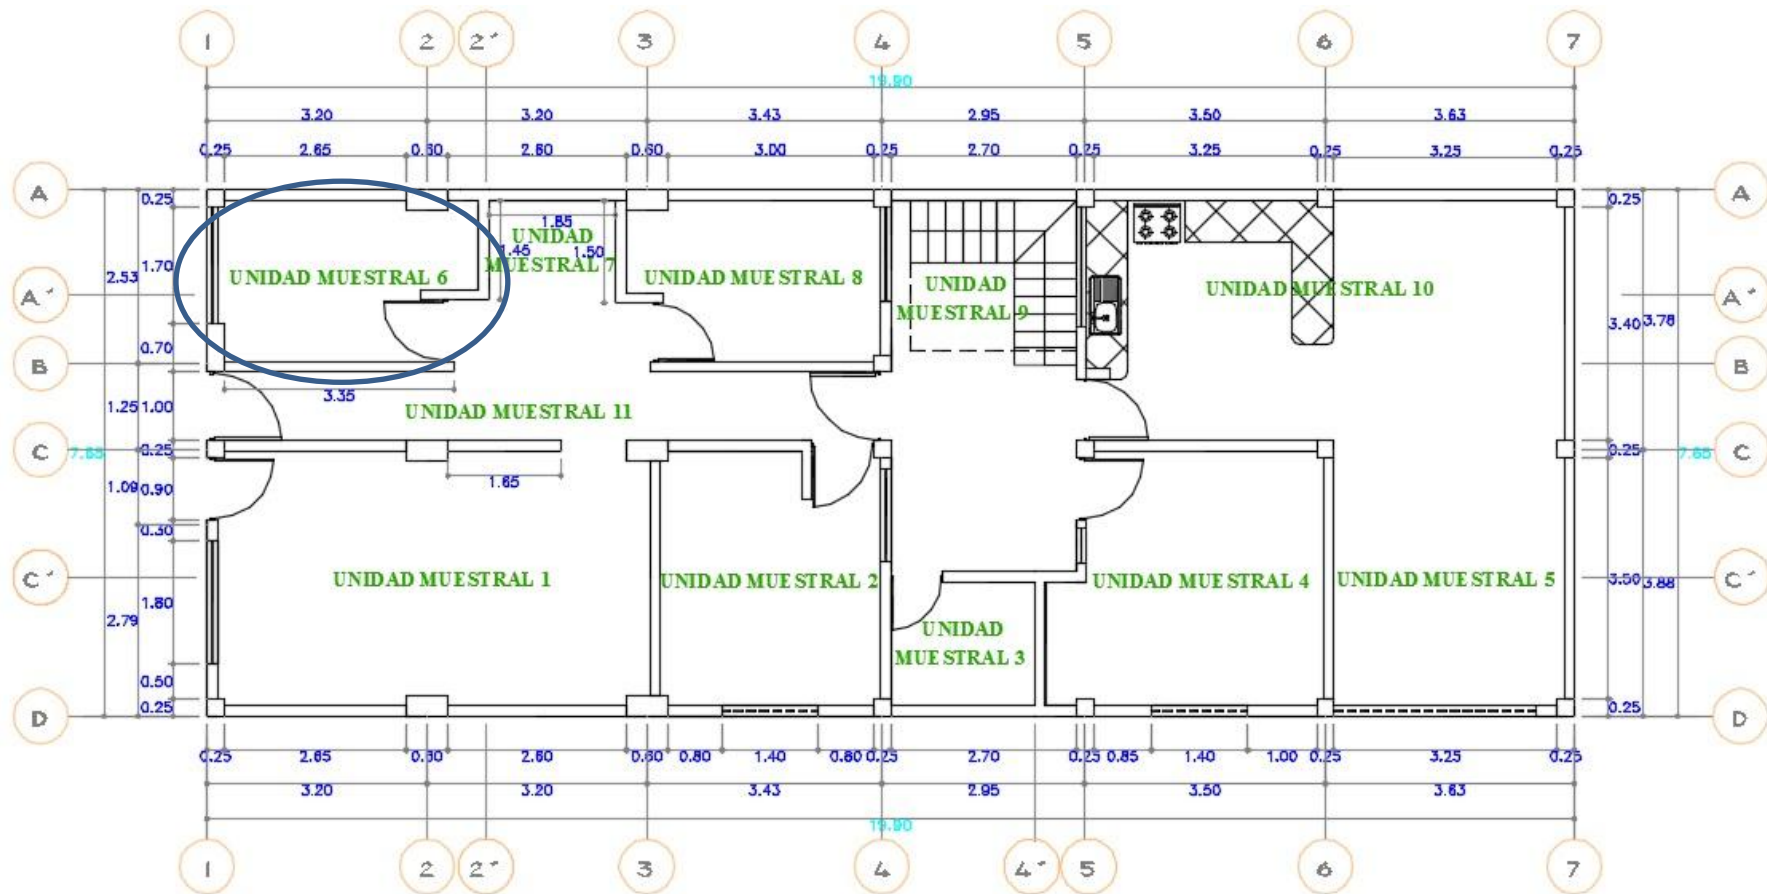 1 2 2' 3 4 5 6 7
19.90
3.20 3.20 3.43 2.95 3.50 3.63
0.25 2.65 0.60 2.60 0.60 3.00 0.25 2.70 0.25 3.25 0.25 3.25 0.25
A 0.25 0.25 A
1.85
UNIDAD
MUESTRAL 7
1.45 1.50
2.53 1.70
UNIDAD MUESTRAL 6
UNIDAD MUESTRAL 8
UNIDAD
MUESTRAL 9
UNIDAD MUESTRAL 10
A' A'
3.40 3.78
0.70
B B
3.35
1.25 1.00
UNIDAD MUESTRAL 11
C 7.65 0.25 0.25 7.65 C
1.65
1.09 0.90
0.30
C' C'
UNIDAD MUESTRAL 1
UNIDAD MUESTRAL 2
UNIDAD MUESTRAL 4
UNIDAD MUESTRAL 5
3.50 3.88
1.80
2.79
UNIDAD
MUESTRAL 3
0.50
D 0.25 0.25 D
0.25 2.65 0.60 2.60 0.60 0.80 1.40 0.80 0.25 2.70 0.25 0.85 1.40 1.00 0.25 3.25 0.25
3.20 3.20 3.43 2.95 3.50 3.63
19.90
1 2 2' 3 4 4' 5 6 7